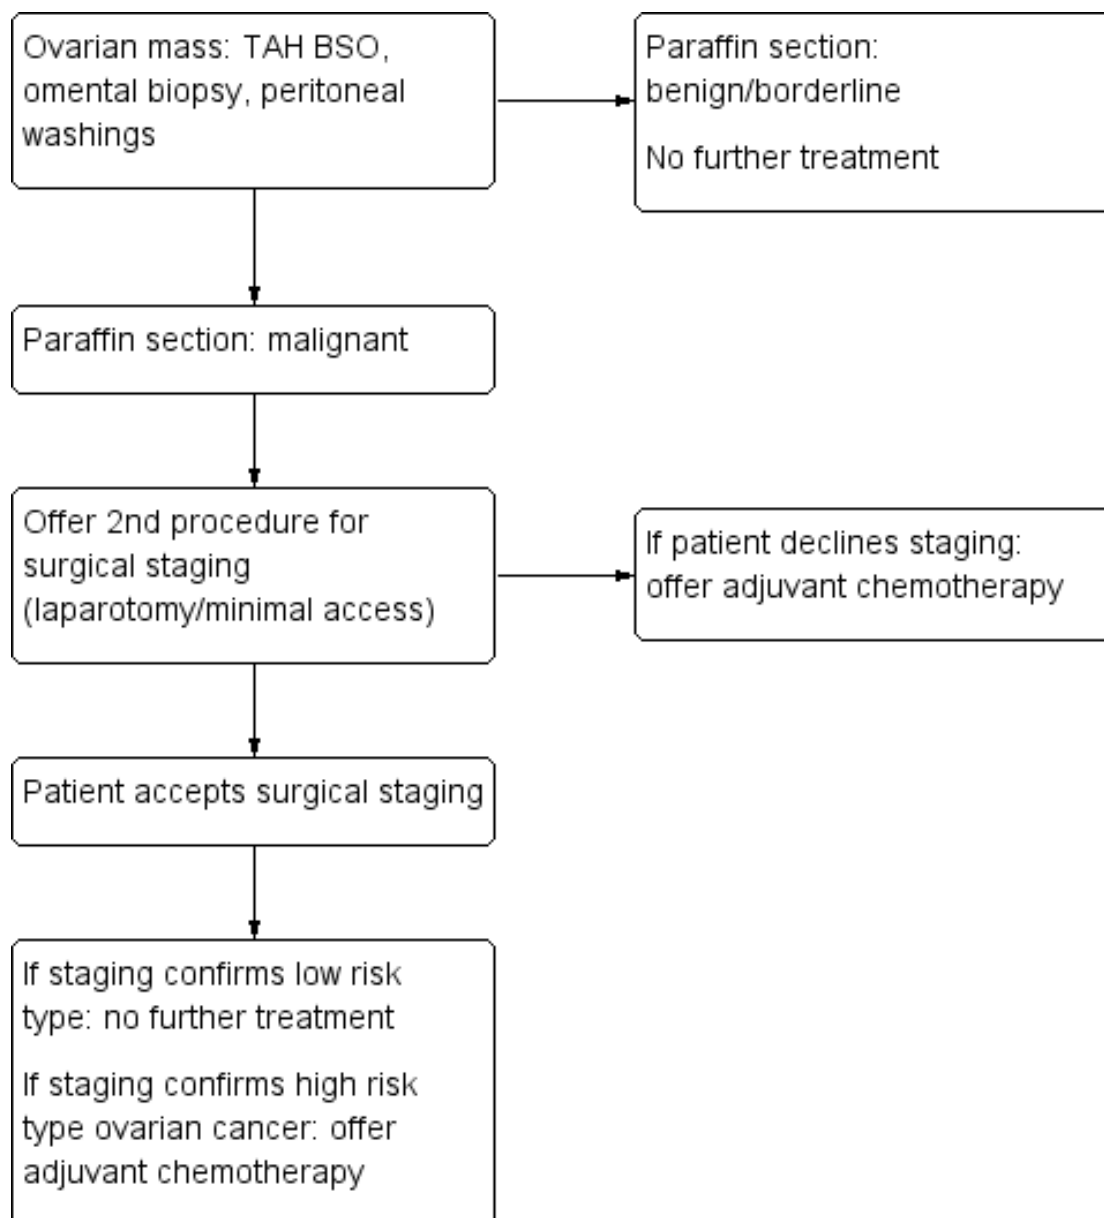 Ovarian mass: TAH BSO,
omental biopsy, peritoneal
washings
Paraffin section:
benign/borderline
No further treatment
Paraffin section: malignant
Offer 2nd procedure for
surgical staging
(laparotomy/minimal access)
If patient declines staging:
offer adjuvant chemotherapy
Patient accepts surgical staging
If staging confirms low risk
type: no further treatment
If staging confirms high risk
type ovarian cancer: offer
adjuvant chemotherapy